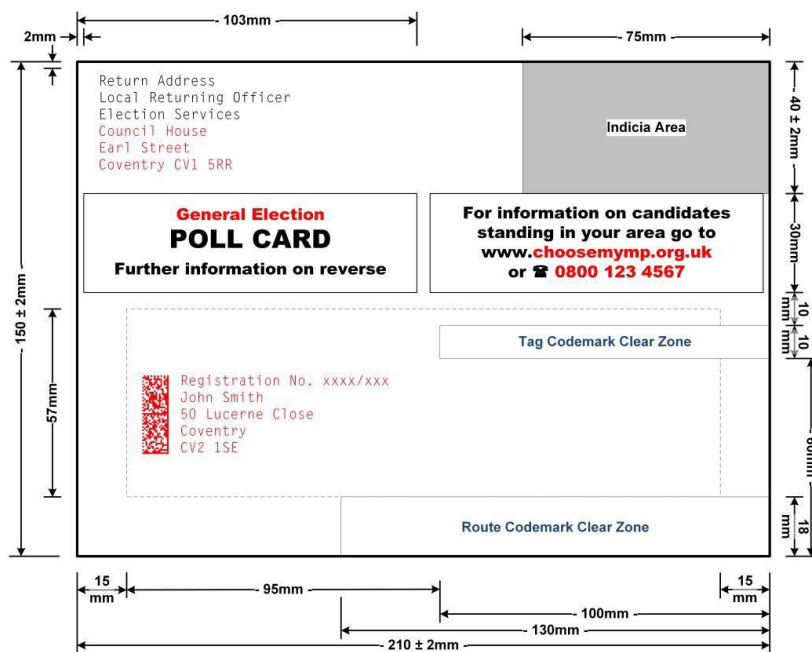 - 103mm -
2mm
- 75mm -
Return Address
Local Returning Officer
Election Services
Council House
Earl Street
Coventry CV1 5RR
Indicia Area
- 40 ± 2mm -
General Election
POLL CARD
Further information on reverse
For information on candidates
standing in your area go to
www.choosemymp.org.uk
or ☎ 0800 123 4567
30mm
- 150 ± 2mm -
10
mm
10
mm
Tag Codemark Clear Zone
57mm
Registration No. xxxx/xxx
John Smith
50 Lucerne Close
Coventry
CV2 1SE
Route Codemark Clear Zone
18
mm
15
mm
- 95mm -
15
mm
- 100mm -
- 130mm -
- 210 ± 2mm -